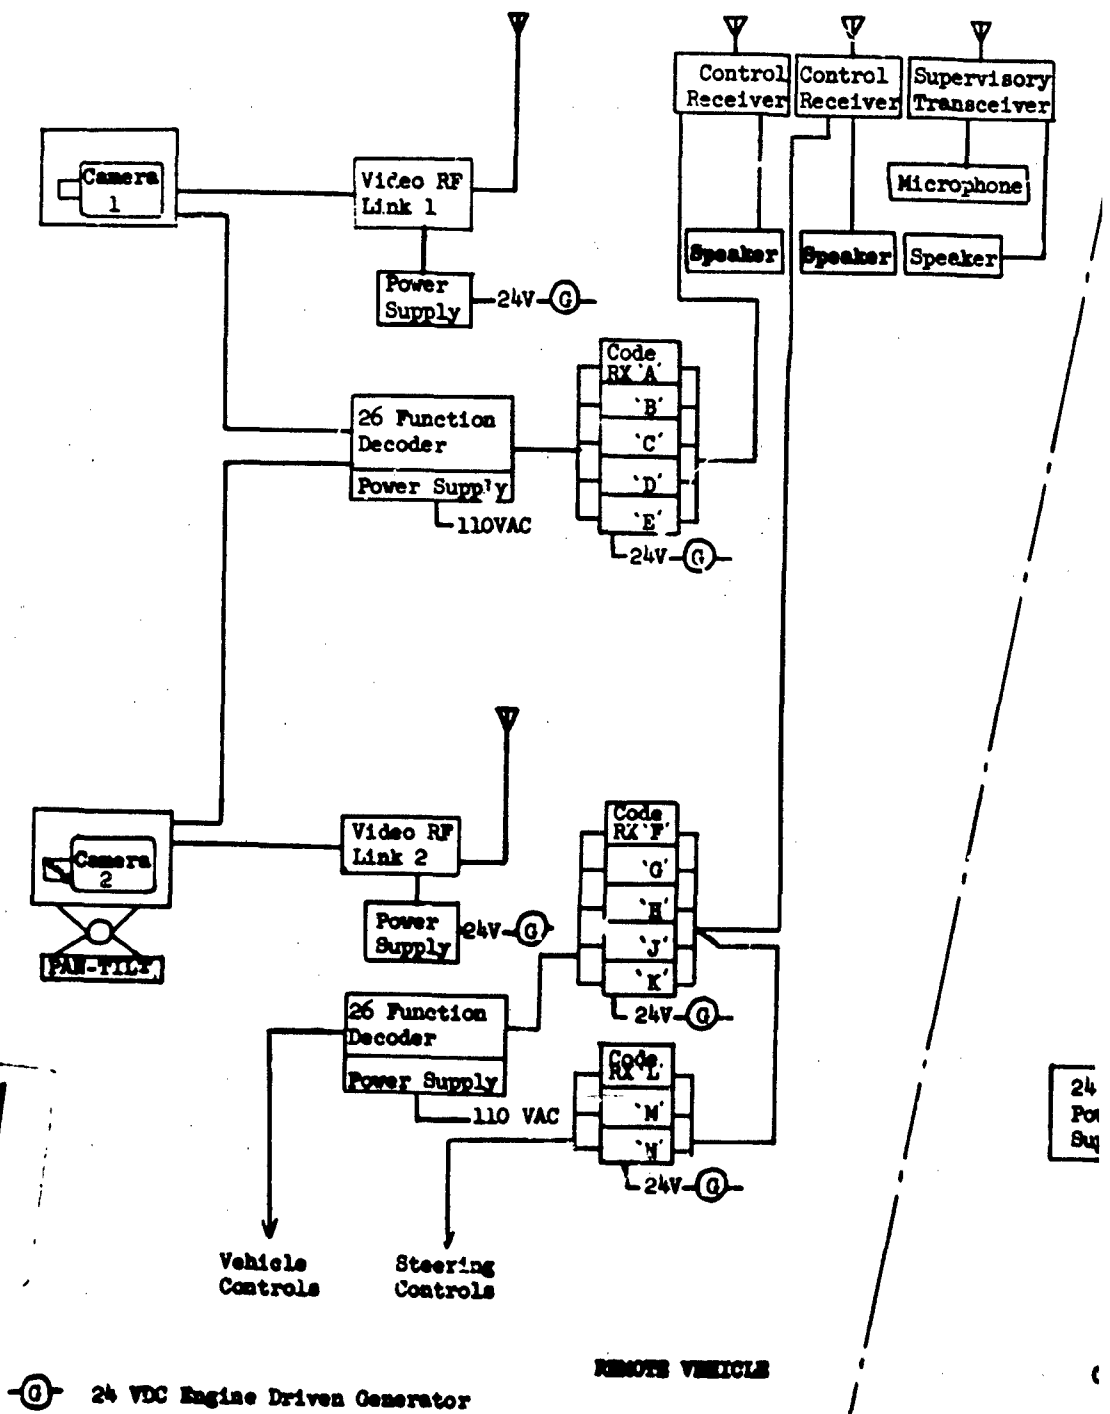 Control
Receiver
Control
Receiver
Supervisory
Transceiver
Camera
1
Video RF
Link 1
Microphone
Speaker
Speaker
Speaker
Power
Supply
24V
G
Code
RX 'A'
'B'
'C'
'D'
'E'
26 Function
Decoder
Power Supply
110VAC
24V
G
Camera
2
Video RF
Link 2
Code
RX 'F'
'G'
'H'
'J'
'K'
Power
Supply
24V
G
PAN-TILT
26 Function
Decoder
Power Supply
110 VAC
24V
G
Code
RX 'L'
'M'
'N'
24V
G
24
Vehicle
Controls
Steering
Controls
REMOTE VEHICLE
G 24 VDC Engine Driven Generator